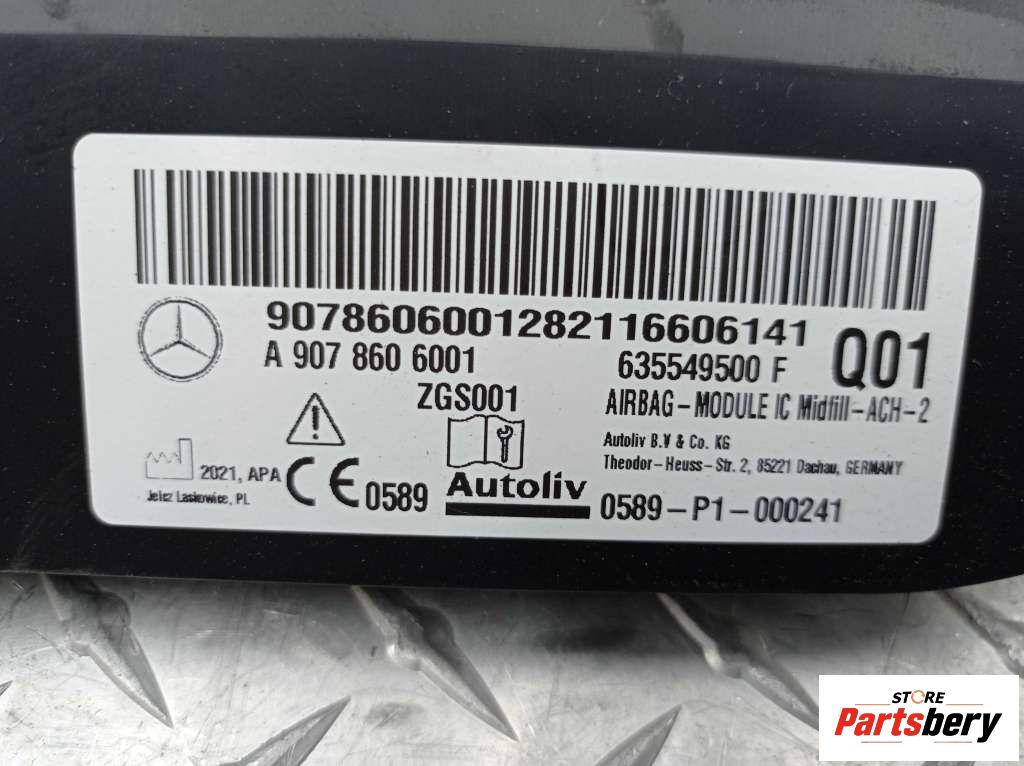 9078606001282116606141
A 907 860 6001
635549500 F
Q01
ZGS001
AIRBAG-MODULE IC Midfill-ACH-2
Autoliv B.V & Co. KG
Theodor-Heuss-Str. 2, 85221 Dachau, GERMANY
2021, APA
Jelcz Laskowice, PL
CE 0589
Autoliv
0589-P1-000241
STORE
Partsbery